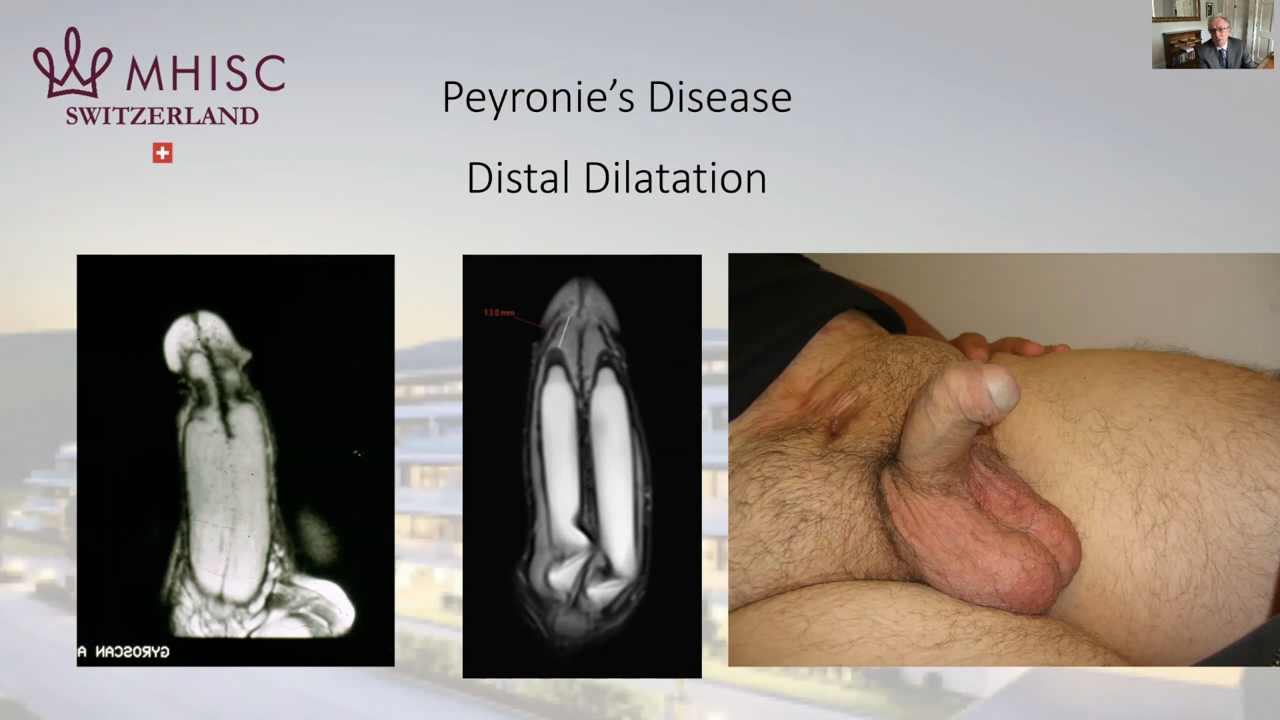 MHISC
SWITZERLAND
Peyronie’s Disease
Distal Dilatation
13.0 mm
GYROSCAN A